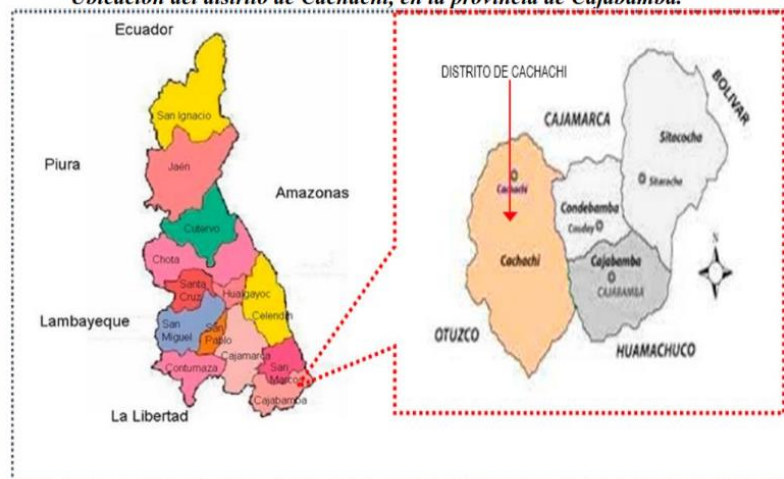 Ubicación del distrito de Cachachi, en la provincia de Cajabamba.
Ecuador
San Ignacio
Piura
Jaén
Amazonas
Cutervo
Chota
Santa
Cruz
Hualgayoc
Celendin
Lambayeque
San
Miguel
San
Pablo
Cajamarca
San
Marcos
Contumaza
Cajabamba
La Libertad
DISTRITO DE CACHACHI
CAJAMARCA
BOLIVAR
Sitacocha
Cachachi
Condebamba
Cauday
Cachachi
Cajabamba
CAJABAMBA
N
OTUZCO
HUAMACHUCO